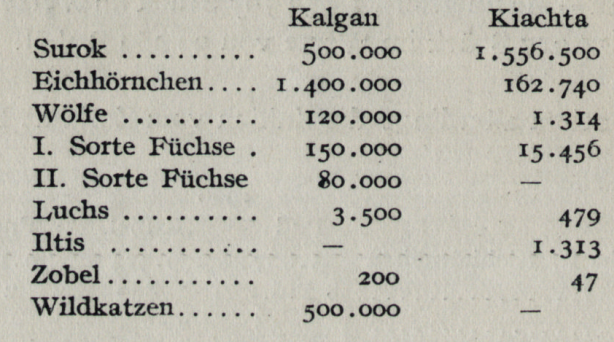 Kalgan Kiachta
Surok .......... 500.000 1.556.500
Eichhörnchen.... 1.400.000 162.740
Wölfe .......... 120.000 1.314
I. Sorte Füchse . 150.000 15.456
II. Sorte Füchse 80.000 —
Luchs .......... 3.500 479
Iltis ........... — 1.313
Zobel........... 200 47
Wildkatzen...... 500.000 —